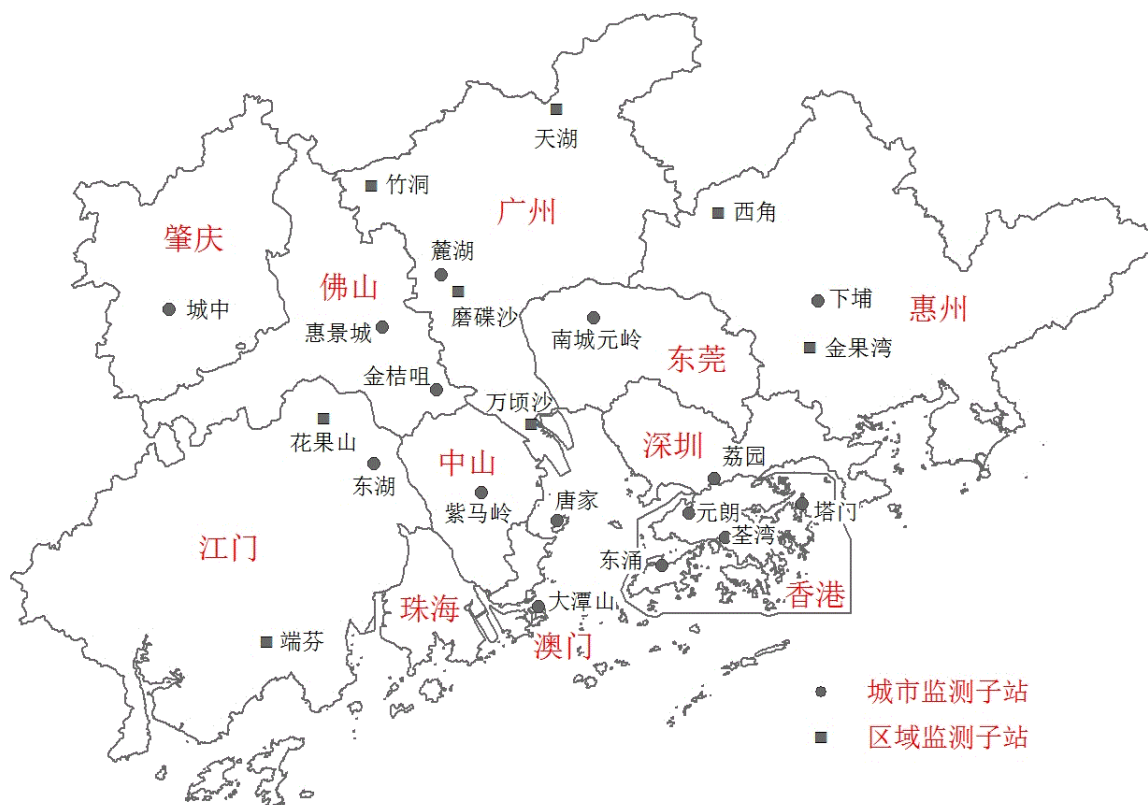 天湖
竹洞
广州
西角
肇庆
麓湖
佛山
城中
磨碟沙
下埔
惠州
惠景城
南城元岭
东莞
金果湾
金桔咀
万顷沙
花果山
深圳
中山
荔园
东湖
紫马岭
唐家
元朗
塔门
荃湾
江门
东涌
珠海
大潭山
香港
澳门
端芬
城市监测子站
区域监测子站